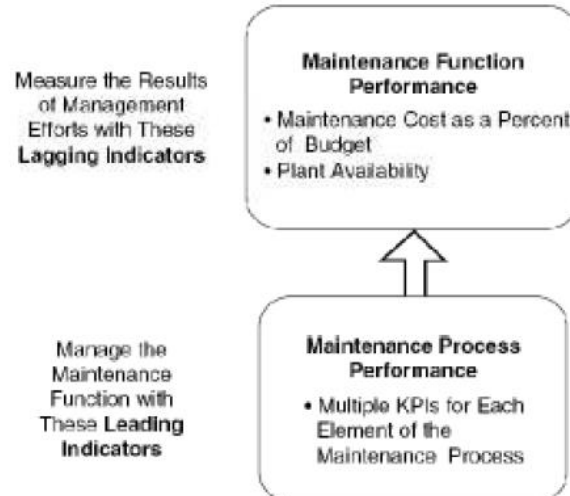 Measure the Results
of Management
Efforts with These
Lagging Indicators
Maintenance Function
Performance
• Maintenance Cost as a Percent
of Budget
• Plant Availability
Manage the
Maintenance
Function with
These Leading
Indicators
Maintenance Process
Performance
• Multiple KPIs for Each
Element of the
Maintenance Process